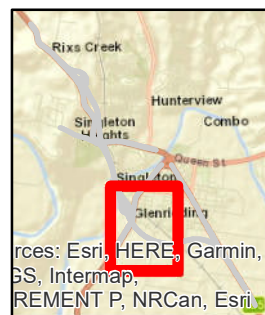 Rixs Creek
Hunterview
Combo
Singleton
Heights
Queen St
Singleton
Glenridding
rces: Esri, HERE, Garmin,
GS, Intermap,
REMENT P, NRCan, Esri